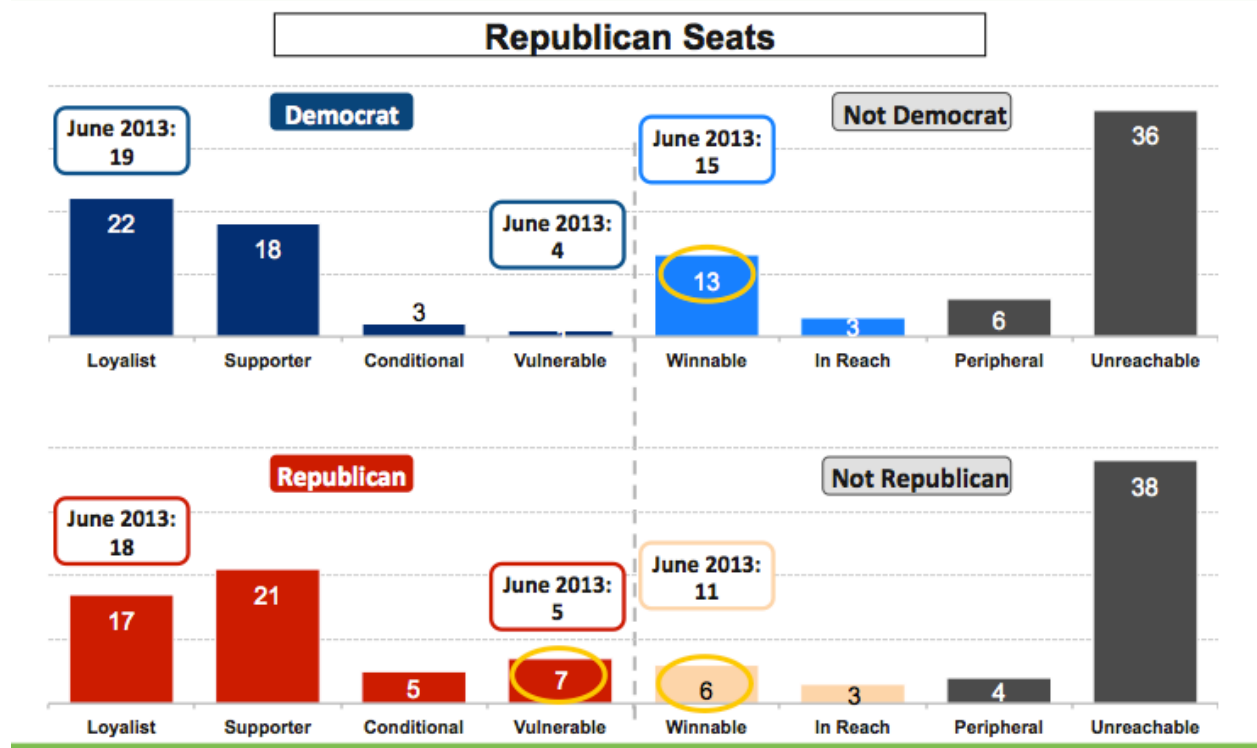 Republican Seats
Democrat
Not Democrat
June 2013:
19
June 2013:
4
June 2013:
15
22
18
3
1
13
3
6
36
Loyalist
Supporter
Conditional
Vulnerable
Winnable
In Reach
Peripheral
Unreachable
Republican
Not Republican
June 2013:
18
June 2013:
5
June 2013:
11
17
21
5
7
6
3
4
38
Loyalist
Supporter
Conditional
Vulnerable
Winnable
In Reach
Peripheral
Unreachable